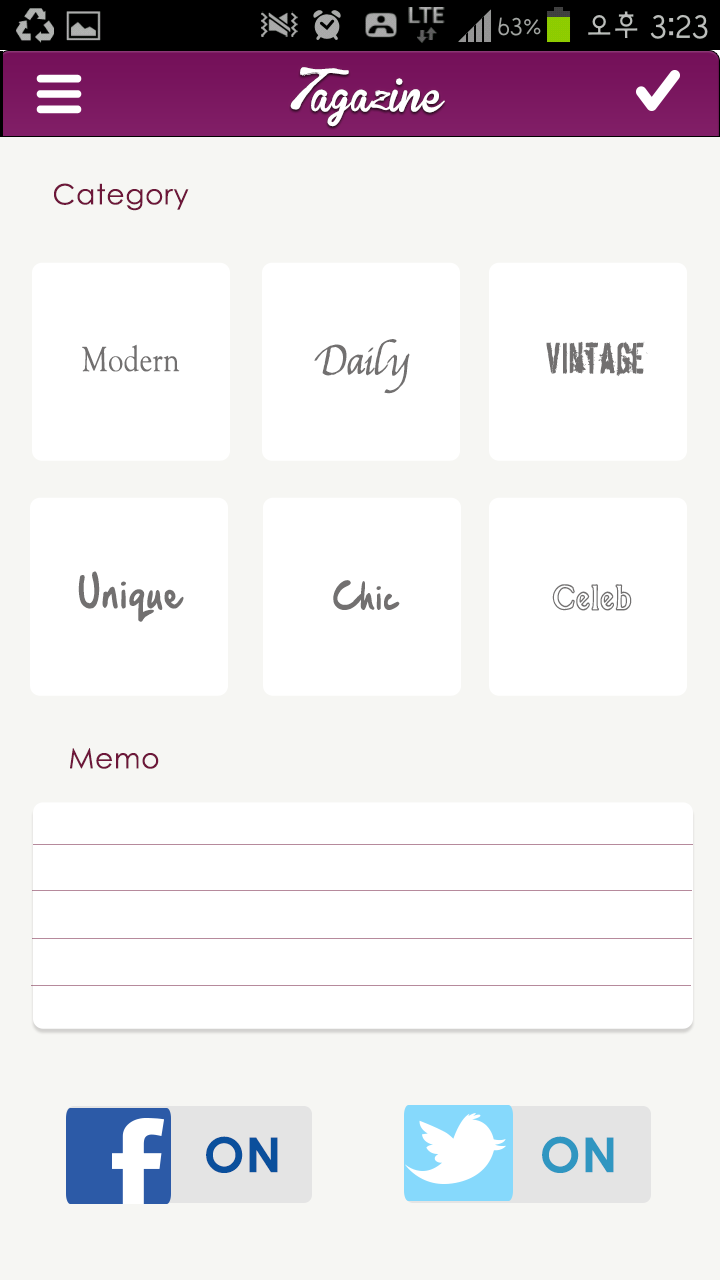 LTE
63% 오후 3:23
Tagazine
Category
Modern Daily VINTAGE
Unique Chic Celeb
Memo
ON ON